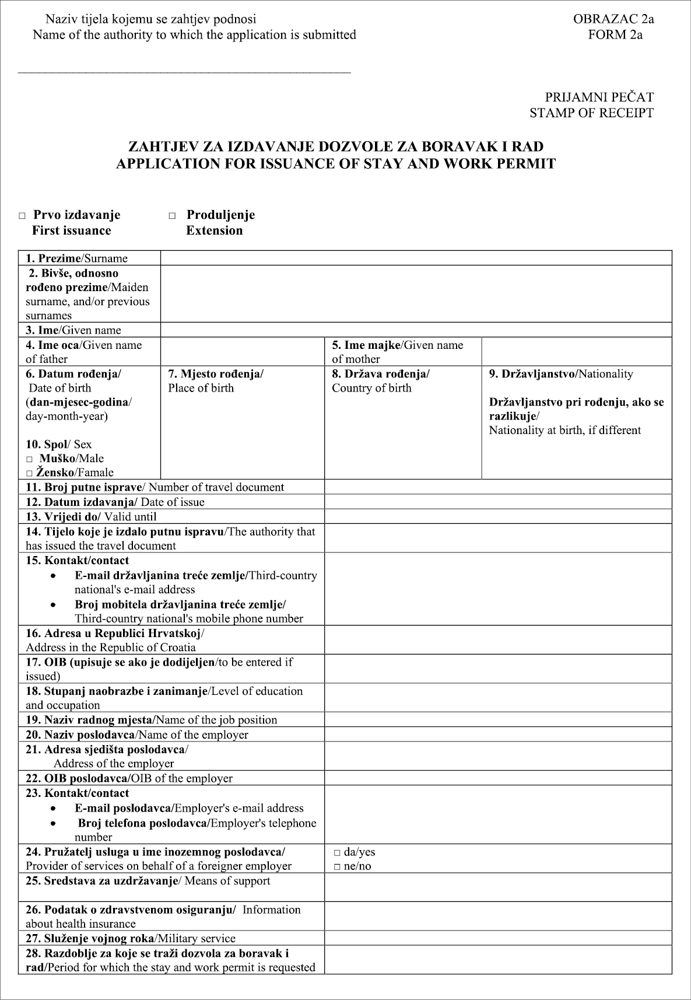 Naziv tijela kojemu se zahtjev podnosi
OBRAZAC 2a
Name of the authority to which the application is submitted
FORM 2a
PRIJAMNI PEČAT
STAMP OF RECEIPT
ZAHTJEV ZA IZDAVANJE DOZVOLE ZA BORAVAK I RAD
APPLICATION FOR ISSUANCE OF STAY AND WORK PERMIT
□ Prvo izdavanje
First issuance
□ Produljenje
Extension
1. Prezime/Surname
2. Bivše, odnosno
rođeno prezime/Maiden
surname, and/or previous
surnames
3. Ime/Given name
4. Ime oca/Given name
of father
5. Ime majke/Given name
of mother
6. Datum rođenja/
Date of birth
(dan-mjesec-godina/
day-month-year)
10. Spol/ Sex
□ Muško/Male
□ Žensko/Famale
7. Mjesto rođenja/
Place of birth
8. Država rođenja/
Country of birth
9. Državljanstvo/Nationality
Državljanstvo pri rođenju, ako se
razlikuje/
Nationality at birth, if different
11. Broj putne isprave/ Number of travel document
12. Datum izdavanja/ Date of issue
13. Vrijedi do/ Valid until
14. Tijelo koje je izdalo putnu ispravu/The authority that
has issued the travel document
15. Kontakt/contact
• E-mail državljanina treće zemlje/Third-country
national's e-mail address
• Broj mobitela državljanina treće zemlje/
Third-country national's mobile phone number
16. Adresa u Republici Hrvatskoj/
Address in the Republic of Croatia
17. OIB (upisuje se ako je dodijeljen/to be entered if
issued)
18. Stupanj naobrazbe i zanimanje/Level of education
and occupation
19. Naziv radnog mjesta/Name of the job position
20. Naziv poslodavca/Name of the employer
21. Adresa sjedišta poslodavca/
Address of the employer
22. OIB poslodavca/OIB of the employer
23. Kontakt/contact
• E-mail poslodavca/Employer's e-mail address
• Broj telefona poslodavca/Employer's telephone
number
24. Pružatelj usluga u ime inozemnog poslodavca/
Provider of services on behalf of a foreigner employer
□ da/yes
□ ne/no
25. Sredstava za uzdržavanje/ Means of support
26. Podatak o zdravstvenom osiguranju/ Information
about health insurance
27. Služenje vojnog roka/Military service
28. Razdoblje za koje se traži dozvola za boravak i
rad/Period for which the stay and work permit is requested